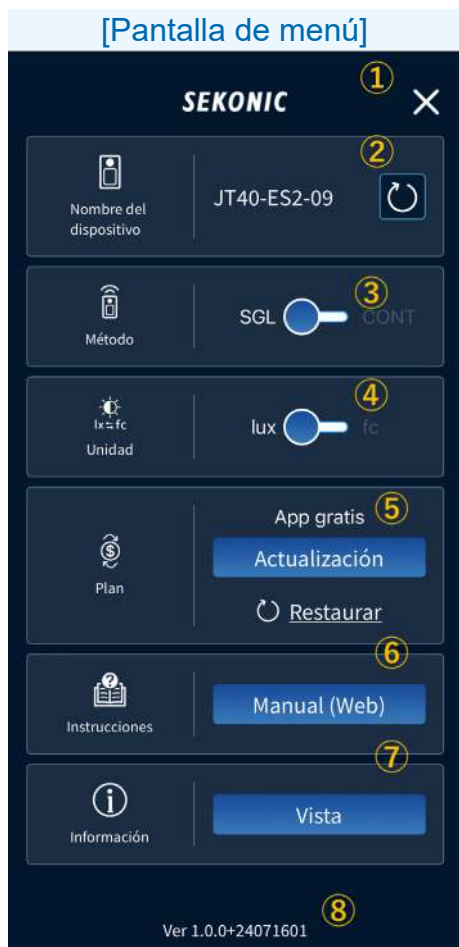 [Pantalla de menú]
①
SEKONIC
②
Nombre del
dispositivo
JT40-ES2-09
③
Método
SGL CONT
④
lx⇆fc
Unidad
lux fc
⑤
App gratis
Plan
Actualización
Restaurar
⑥
Instrucciones
Manual (Web)
⑦
Información
Vista
⑧
Ver 1.0.0+24071601